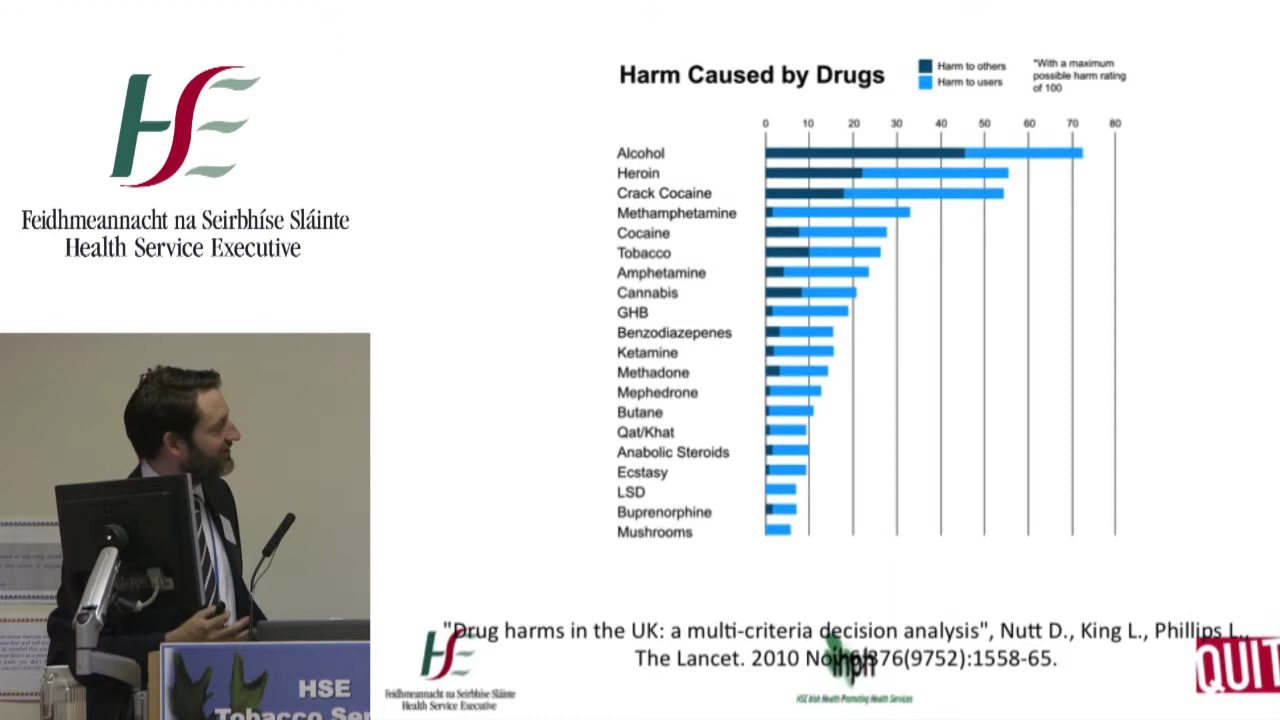 HSE
Feidhmeannacht na Seirbhíse Sláinte
Health Service Executive
Harm Caused by Drugs
Harm to others
Harm to users
*With a maximum
possible harm rating
of 100
0 10 20 30 40 50 60 70 80
Alcohol
Heroin
Crack Cocaine
Methamphetamine
Cocaine
Tobacco
Amphetamine
Cannabis
GHB
Benzodiazepenes
Ketamine
Methadone
Mephedrone
Butane
Qat/Khat
Anabolic Steroids
Ecstasy
LSD
Buprenorphine
Mushrooms
"Drug harms in the UK: a multi-criteria decision analysis", Nutt D., King L., Phillips L.,
The Lancet. 2010 Nov 6;376(9752):1558-65.
HSE
Feidhmeannacht na Seirbhíse Sláinte
Health Service Executive
ihph
HSE Irish Health Promoting Health Services
QUIT
HSE
Tobacco Ser